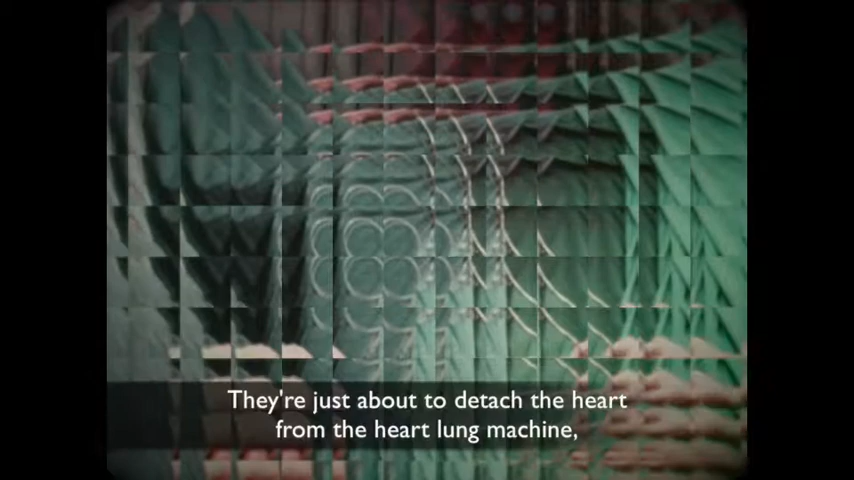 They're just about to detach the heart
from the heart lung machine,